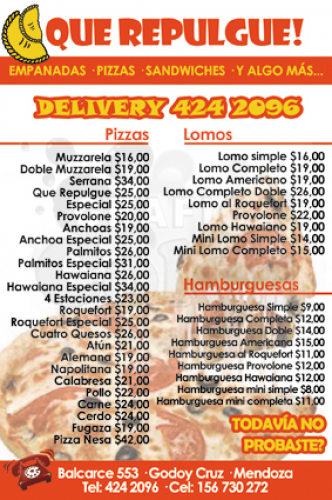 QUE REPULGUE!
EMPANADAS · PIZZAS · SANDWICHES · Y ALGO MÁS...
DELIVERY 424 2096
Pizzas
Muzzarela $16,00
Doble Muzzarela $19,00
Serrana $34,00
Que Repulgue $25,00
Especial $25,00
Provolone $20,00
Anchoas $19,00
Anchoa Especial $25,00
Palmitos $26,00
Palmitos Especial $31,00
Hawaiana $26,00
Hawaiana Especial $34,00
4 Estaciones $23,00
Roquefort $19,00
Roquefort Especial $25,00
Cuatro Quesos $26,00
Atún $21,00
Alemana $19,00
Napolitana $19,00
Calabresa $21,00
Pollo $22,00
Carne $24,00
Cerdo $24,00
Fugaza $19,00
Pizza Nesa $42,00
Lomos
Lomo simple $16,00
Lomo Completo $19,00
Lomo Americano $19,00
Lomo Completo Doble $26,00
Lomo al Roquefort $19,00
Provolone $22,00
Lomo Hawaiano $19,00
Mini Lomo Simple $14,00
Mini Lomo Completo $15,00
Hamburguesas
Hamburguesa Simple $9,00
Hamburguesa Completa $12,00
Hamburguesa Doble $14,00
Hamburguesa Americana $15,00
Hamburguesa al Roquefort $11,00
Hamburguesa Provolone $12,00
Hamburguesa Hawaiana $12,00
Hamburguesa mini simple $8,00
Hamburguesa mini completa $11,00
TODAVÍA NO
PROBASTE?
Balcarce 553 · Godoy Cruz · Mendoza
Tel: 424 2096 · Cel: 156 730 272